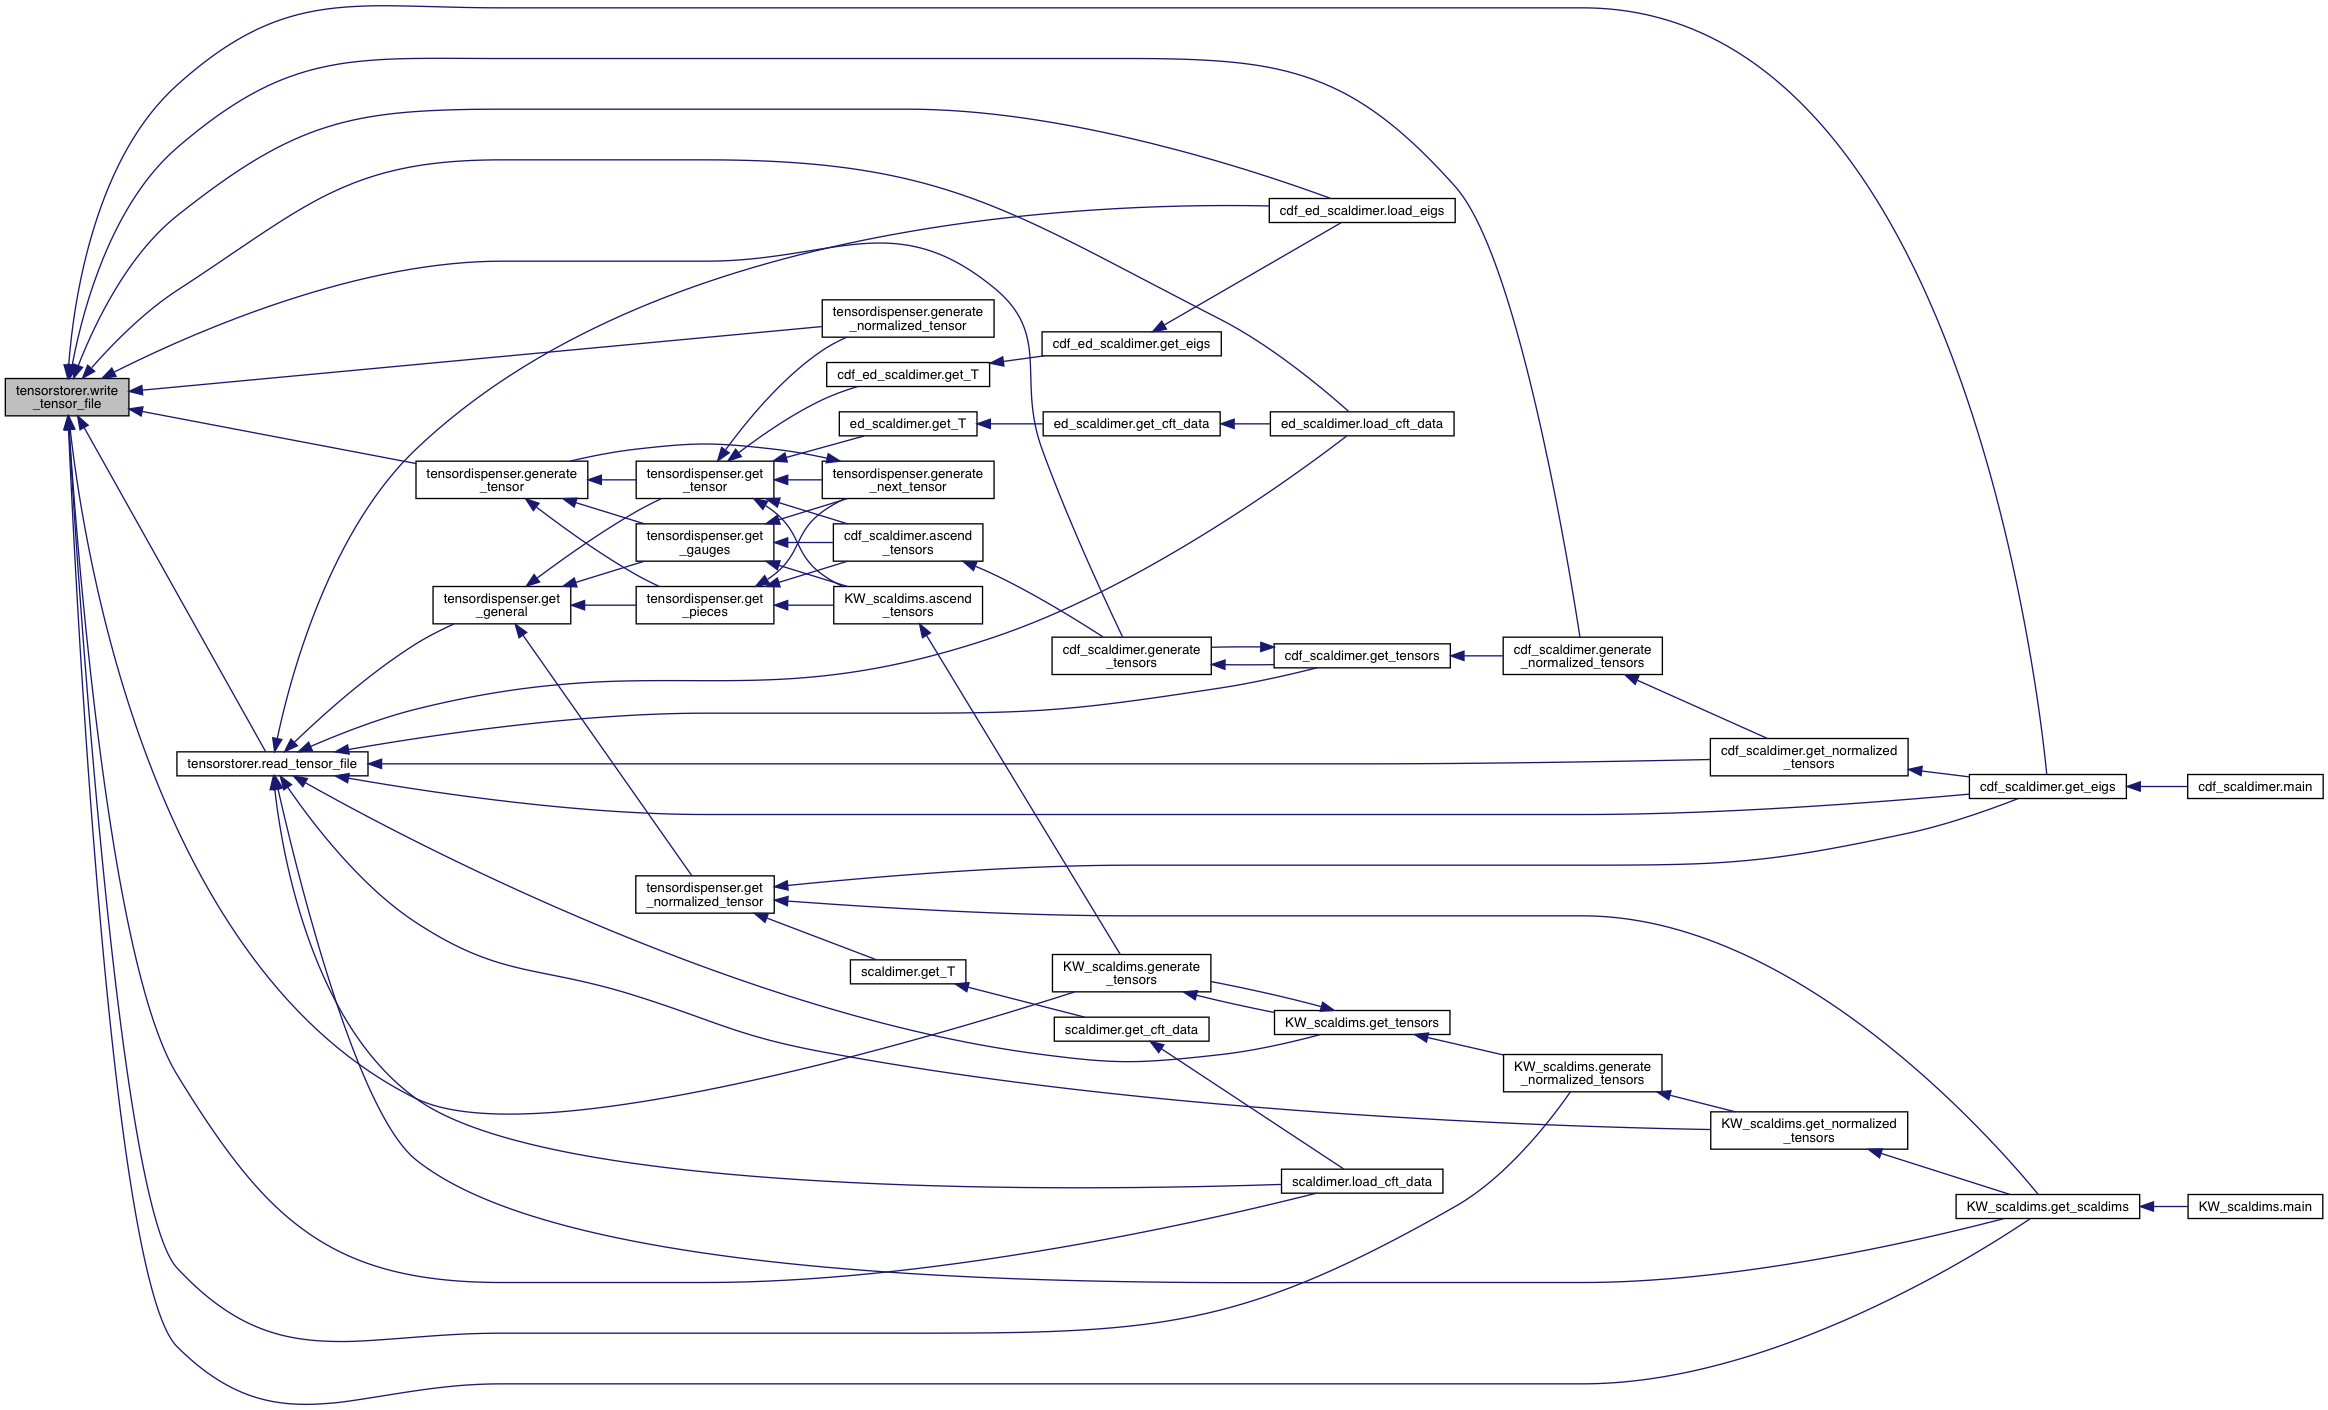 cdf_ed_scaldimer.load_eigs
tensordispenser.generate
_normalized_tensor
cdf_ed_scaldimer.get_eigs
cdf_ed_scaldimer.get_T
tensorstorer.write
_tensor_file
ed_scaldimer.get_T
ed_scaldimer.get_cft_data
ed_scaldimer.load_cft_data
tensordispenser.generate
_tensor
tensordispenser.get
_tensor
tensordispenser.generate
_next_tensor
tensordispenser.get
_gauges
cdf_scaldimer.ascend
_tensors
tensordispenser.get
_general
tensordispenser.get
_pieces
KW_scaldims.ascend
_tensors
cdf_scaldimer.generate
_tensors
cdf_scaldimer.get_tensors
cdf_scaldimer.generate
_normalized_tensors
tensorstorer.read_tensor_file
cdf_scaldimer.get_normalized
_tensors
cdf_scaldimer.get_eigs
cdf_scaldimer.main
tensordispenser.get
_normalized_tensor
scaldimer.get_T
KW_scaldims.generate
_tensors
scaldimer.get_cft_data
KW_scaldims.get_tensors
KW_scaldims.generate
_normalized_tensors
KW_scaldims.get_normalized
_tensors
scaldimer.load_cft_data
KW_scaldims.get_scaldims
KW_scaldims.main